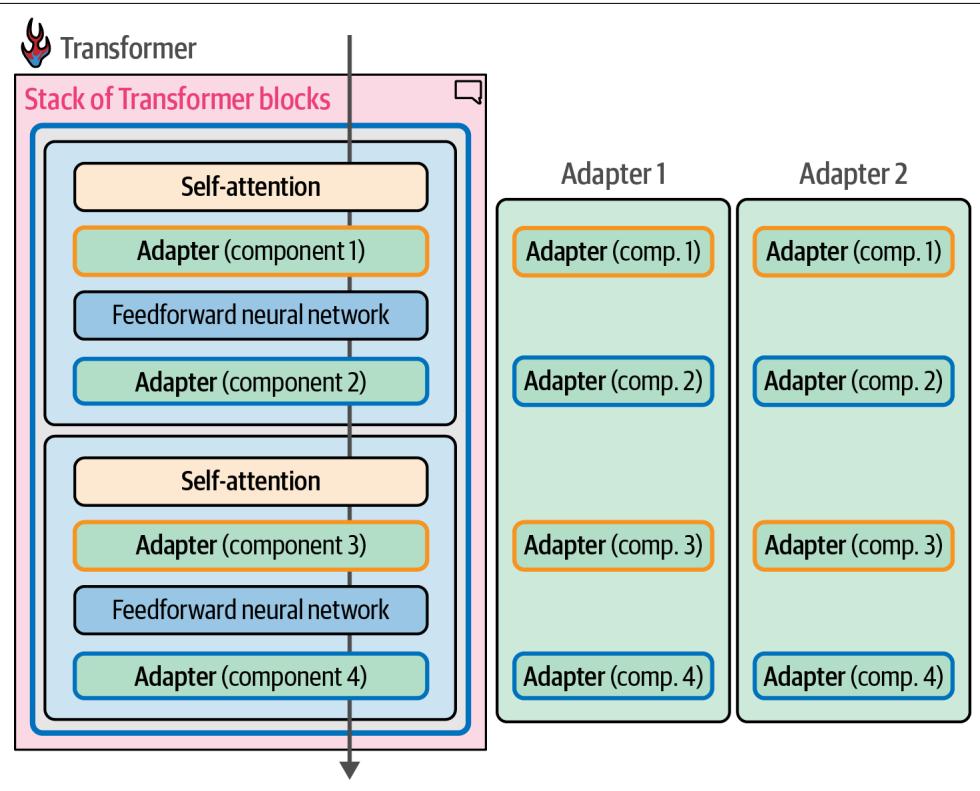 Transformer
Stack of Transformer blocks
Self-attention
Adapter (component 1)
Feedforward neural network
Adapter (component 2)
Self-attention
Adapter (component 3)
Feedforward neural network
Adapter (component 4)
Adapter 1
Adapter (comp. 1)
Adapter (comp. 2)
Adapter (comp. 3)
Adapter (comp. 4)
Adapter 2
Adapter (comp. 1)
Adapter (comp. 2)
Adapter (comp. 3)
Adapter (comp. 4)